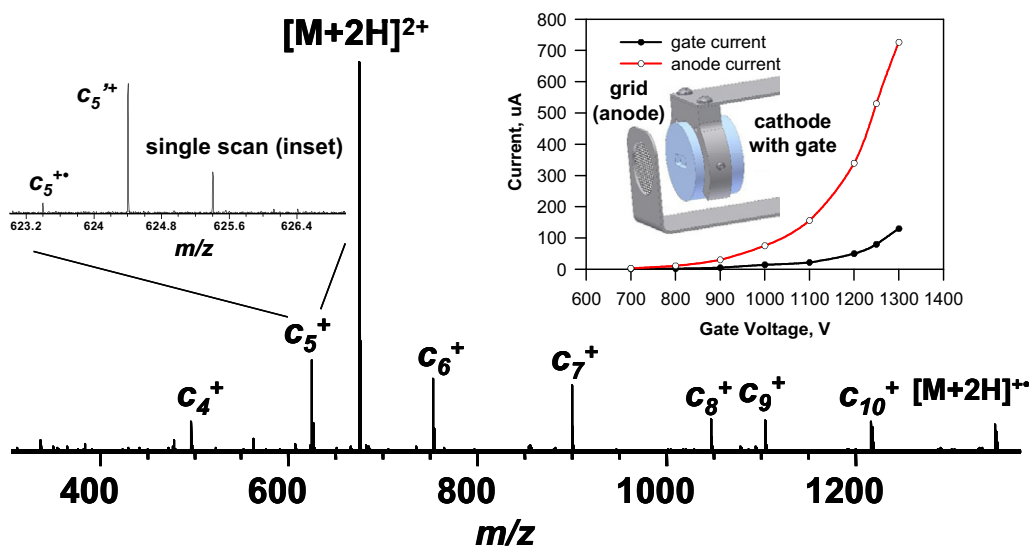 [M+2H]²⁺
c₅'⁺
single scan (inset)
c₅⁺•
623.2 624 624.8 625.6 626.4
m/z
800
700
600
500
400
300
200
100
0
Current, uA
gate current
anode current
grid
(anode)
cathode
with gate
600 700 800 900 1000 1100 1200 1300 1400
Gate Voltage, V
c₄⁺
c₅⁺
c₆⁺
c₇⁺
c₈⁺
c₉⁺
c₁₀⁺
[M+2H]⁺•
400 600 800 1000 1200
m/z